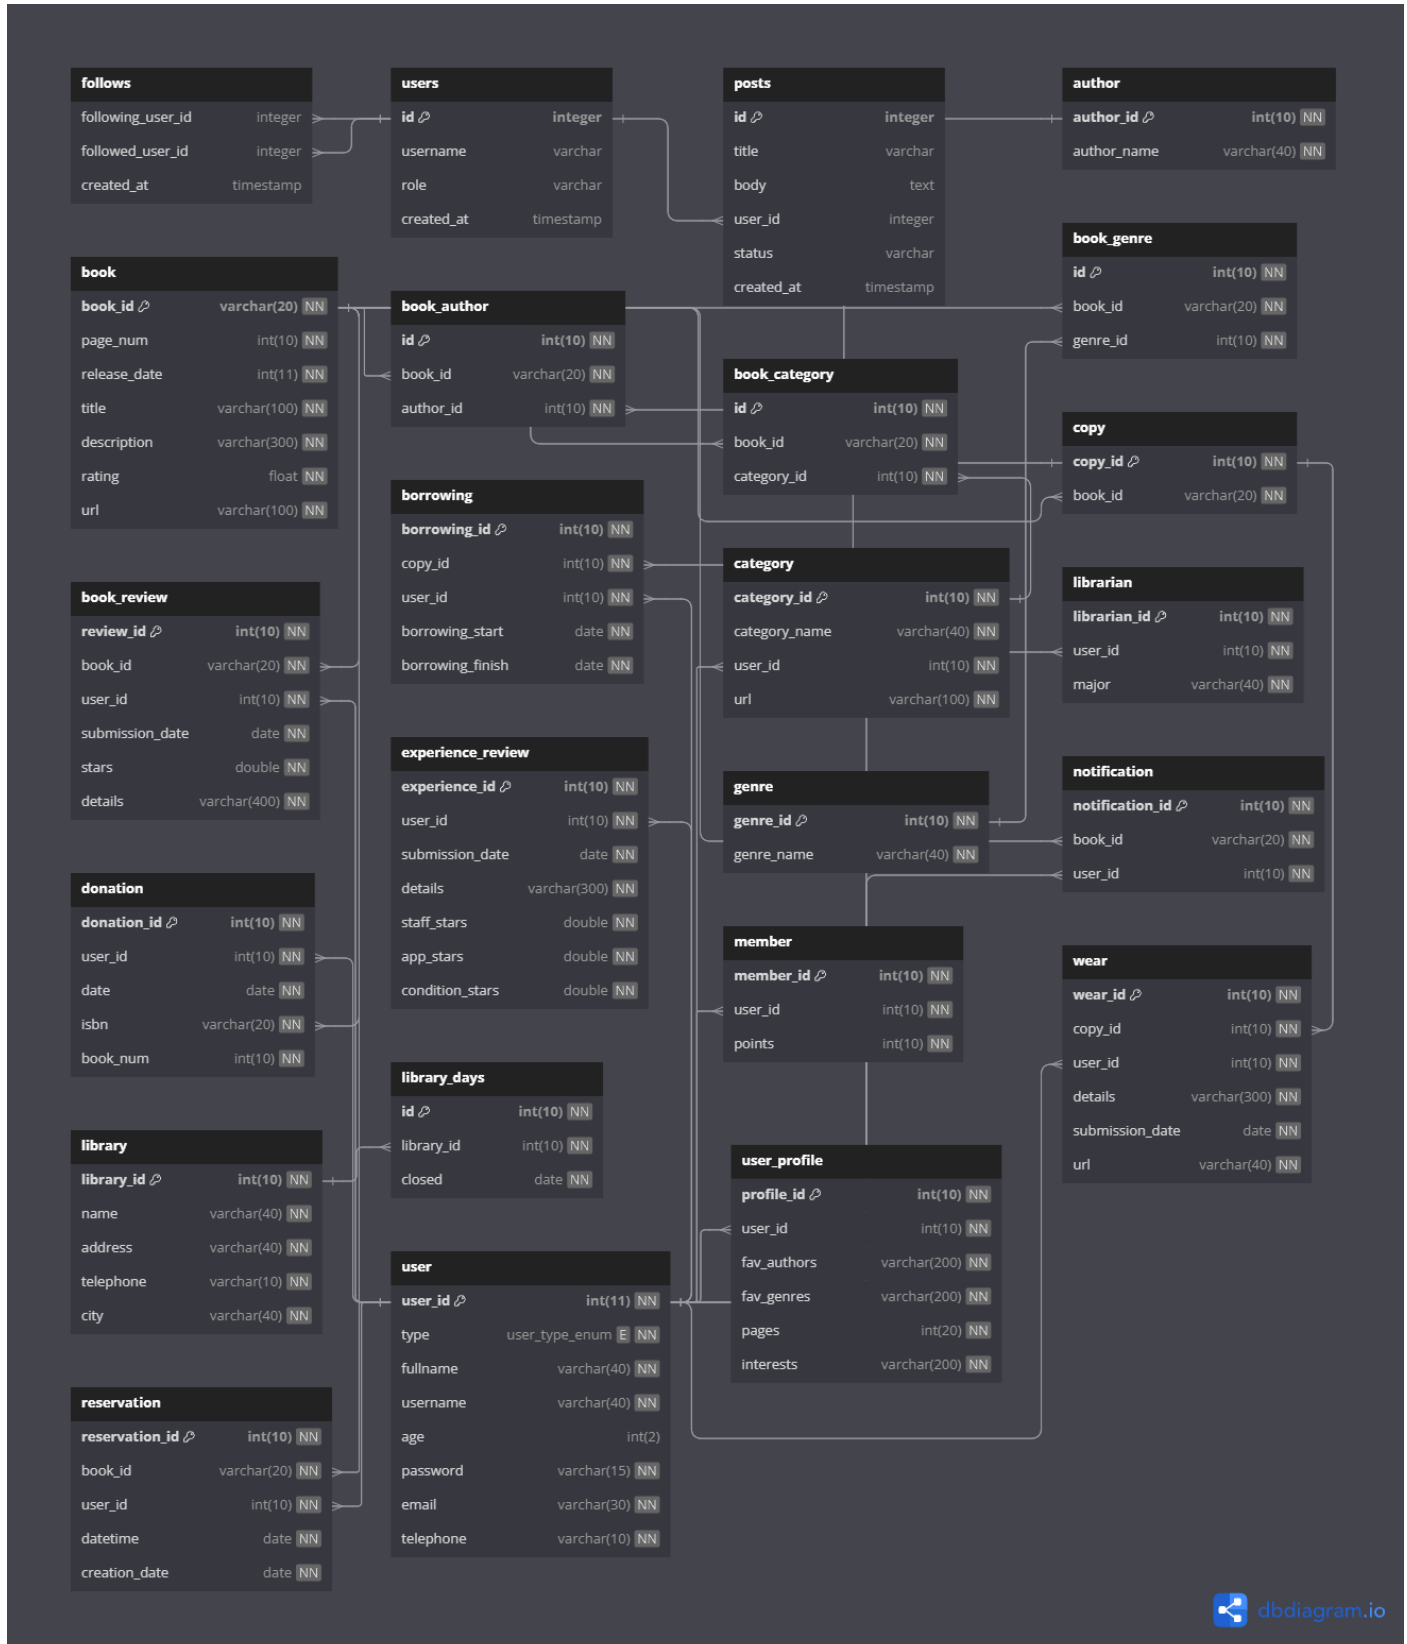 follows
following_user_id integer
followed_user_id integer
created_at timestamp
users
id integer
username varchar
role varchar
created_at timestamp
posts
id integer
title varchar
body text
user_id integer
status varchar
created_at timestamp
author
author_id int(10) NN
author_name varchar(40) NN
book_genre
id int(10) NN
book_id varchar(20) NN
genre_id int(10) NN
book
book_id varchar(20) NN
page_num int(10) NN
release_date int(11) NN
title varchar(100) NN
description varchar(300) NN
rating float NN
url varchar(100) NN
book_author
id int(10) NN
book_id varchar(20) NN
author_id int(10) NN
book_category
id int(10) NN
book_id varchar(20) NN
category_id int(10) NN
copy
copy_id int(10) NN
book_id varchar(20) NN
borrowing
borrowing_id int(10) NN
copy_id int(10) NN
user_id int(10) NN
borrowing_start date NN
borrowing_finish date NN
category
category_id int(10) NN
category_name varchar(40) NN
user_id int(10) NN
url varchar(100) NN
librarian
librarian_id int(10) NN
user_id int(10) NN
major varchar(40) NN
book_review
review_id int(10) NN
book_id varchar(20) NN
user_id int(10) NN
submission_date date NN
stars double NN
details varchar(400) NN
experience_review
experience_id int(10) NN
user_id int(10) NN
submission_date date NN
details varchar(300) NN
staff_stars double NN
app_stars double NN
condition_stars double NN
genre
genre_id int(10) NN
genre_name varchar(40) NN
notification
notification_id int(10) NN
book_id varchar(20) NN
user_id int(10) NN
donation
donation_id int(10) NN
user_id int(10) NN
date date NN
isbn varchar(20) NN
book_num int(10) NN
member
member_id int(10) NN
user_id int(10) NN
points int(10) NN
wear
wear_id int(10) NN
copy_id int(10) NN
user_id int(10) NN
details varchar(300) NN
submission_date date NN
url varchar(40) NN
library_days
id int(10) NN
library_id int(10) NN
closed date NN
library
library_id int(10) NN
name varchar(40) NN
address varchar(40) NN
telephone varchar(10) NN
city varchar(40) NN
user_profile
profile_id int(10) NN
user_id int(10) NN
fav_authors varchar(200) NN
fav_genres varchar(200) NN
pages int(20) NN
interests varchar(200) NN
user
user_id int(11) NN
type user_type_enum E NN
fullname varchar(40) NN
username varchar(40) NN
age int(2)
password varchar(15) NN
email varchar(30) NN
telephone varchar(10) NN
reservation
reservation_id int(10) NN
book_id varchar(20) NN
user_id int(10) NN
datetime date NN
creation_date date NN
dbdiagram.io